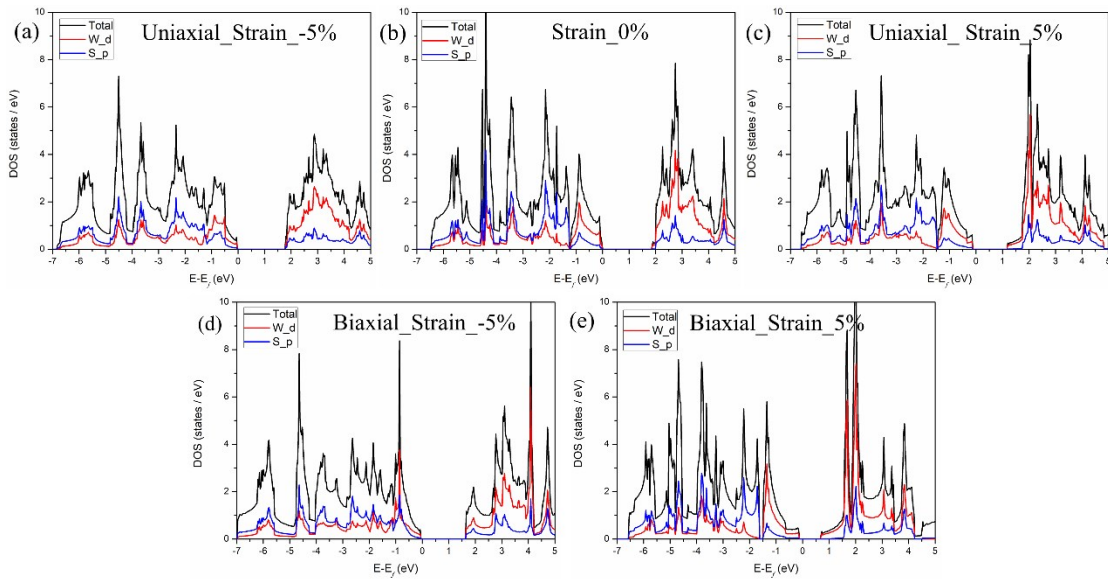 (a)
Uniaxial_Strain_-5%
Total
W_d
S_p
DOS (states / eV)
10
8
6
4
2
0
-7 -6 -5 -4 -3 -2 -1 0 1 2 3 4 5
E-E_f (eV)
(b)
Strain_0%
Total
W_d
S_p
DOS (states / eV)
10
8
6
4
2
0
-7 -6 -5 -4 -3 -2 -1 0 1 2 3 4 5
E-E_f (eV)
(c)
Uniaxial_ Strain_5%
Total
W_d
S_p
DOS (states / eV)
10
8
6
4
2
0
-7 -6 -5 -4 -3 -2 -1 0 1 2 3 4 5
E-E_f (eV)
(d)
Biaxial_Strain_-5%
Total
W_d
S_p
DOS (states / eV)
10
8
6
4
2
0
-7 -6 -5 -4 -3 -2 -1 0 1 2 3 4 5
E-E_f (eV)
(e)
Biaxial_Strain_5%
Total
W_d
S_p
DOS (states / eV)
10
8
6
4
2
0
-7 -6 -5 -4 -3 -2 -1 0 1 2 3 4 5
E-E_f (eV)